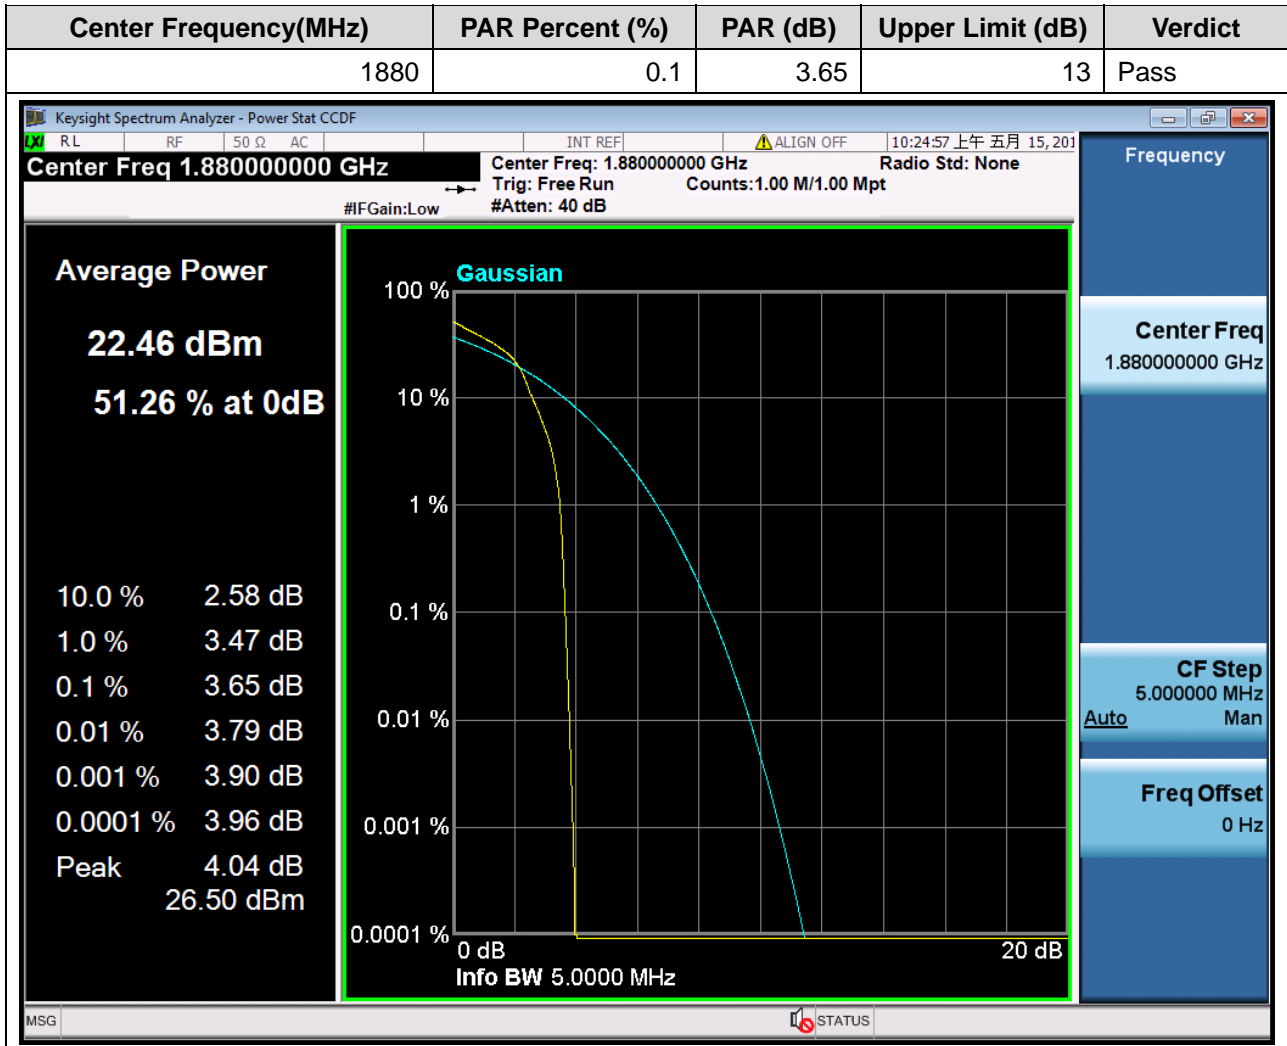 Center Frequency(MHz) PAR Percent (%) PAR (dB) Upper Limit (dB) Verdict
1880 0.1 3.65 13 Pass
Keysight Spectrum Analyzer - Power Stat CCDF
LXI RL RF 50 Ω AC INT REF ALIGN OFF 10:24:57 上午 五月 15, 201
Center Freq 1.880000000 GHz
Center Freq: 1.880000000 GHz Radio Std: None
Trig: Free Run Counts:1.00 M/1.00 Mpt
#IFGain:Low #Atten: 40 dB
Average Power
22.46 dBm
51.26 % at 0dB
10.0 % 2.58 dB
1.0 % 3.47 dB
0.1 % 3.65 dB
0.01 % 3.79 dB
0.001 % 3.90 dB
0.0001 % 3.96 dB
Peak 4.04 dB
26.50 dBm
Gaussian
100 %
10 %
1 %
0.1 %
0.01 %
0.001 %
0.0001 %
0 dB 20 dB
Info BW 5.0000 MHz
Frequency
Center Freq
1.880000000 GHz
CF Step
5.000000 MHz
Auto Man
Freq Offset
0 Hz
MSG STATUS